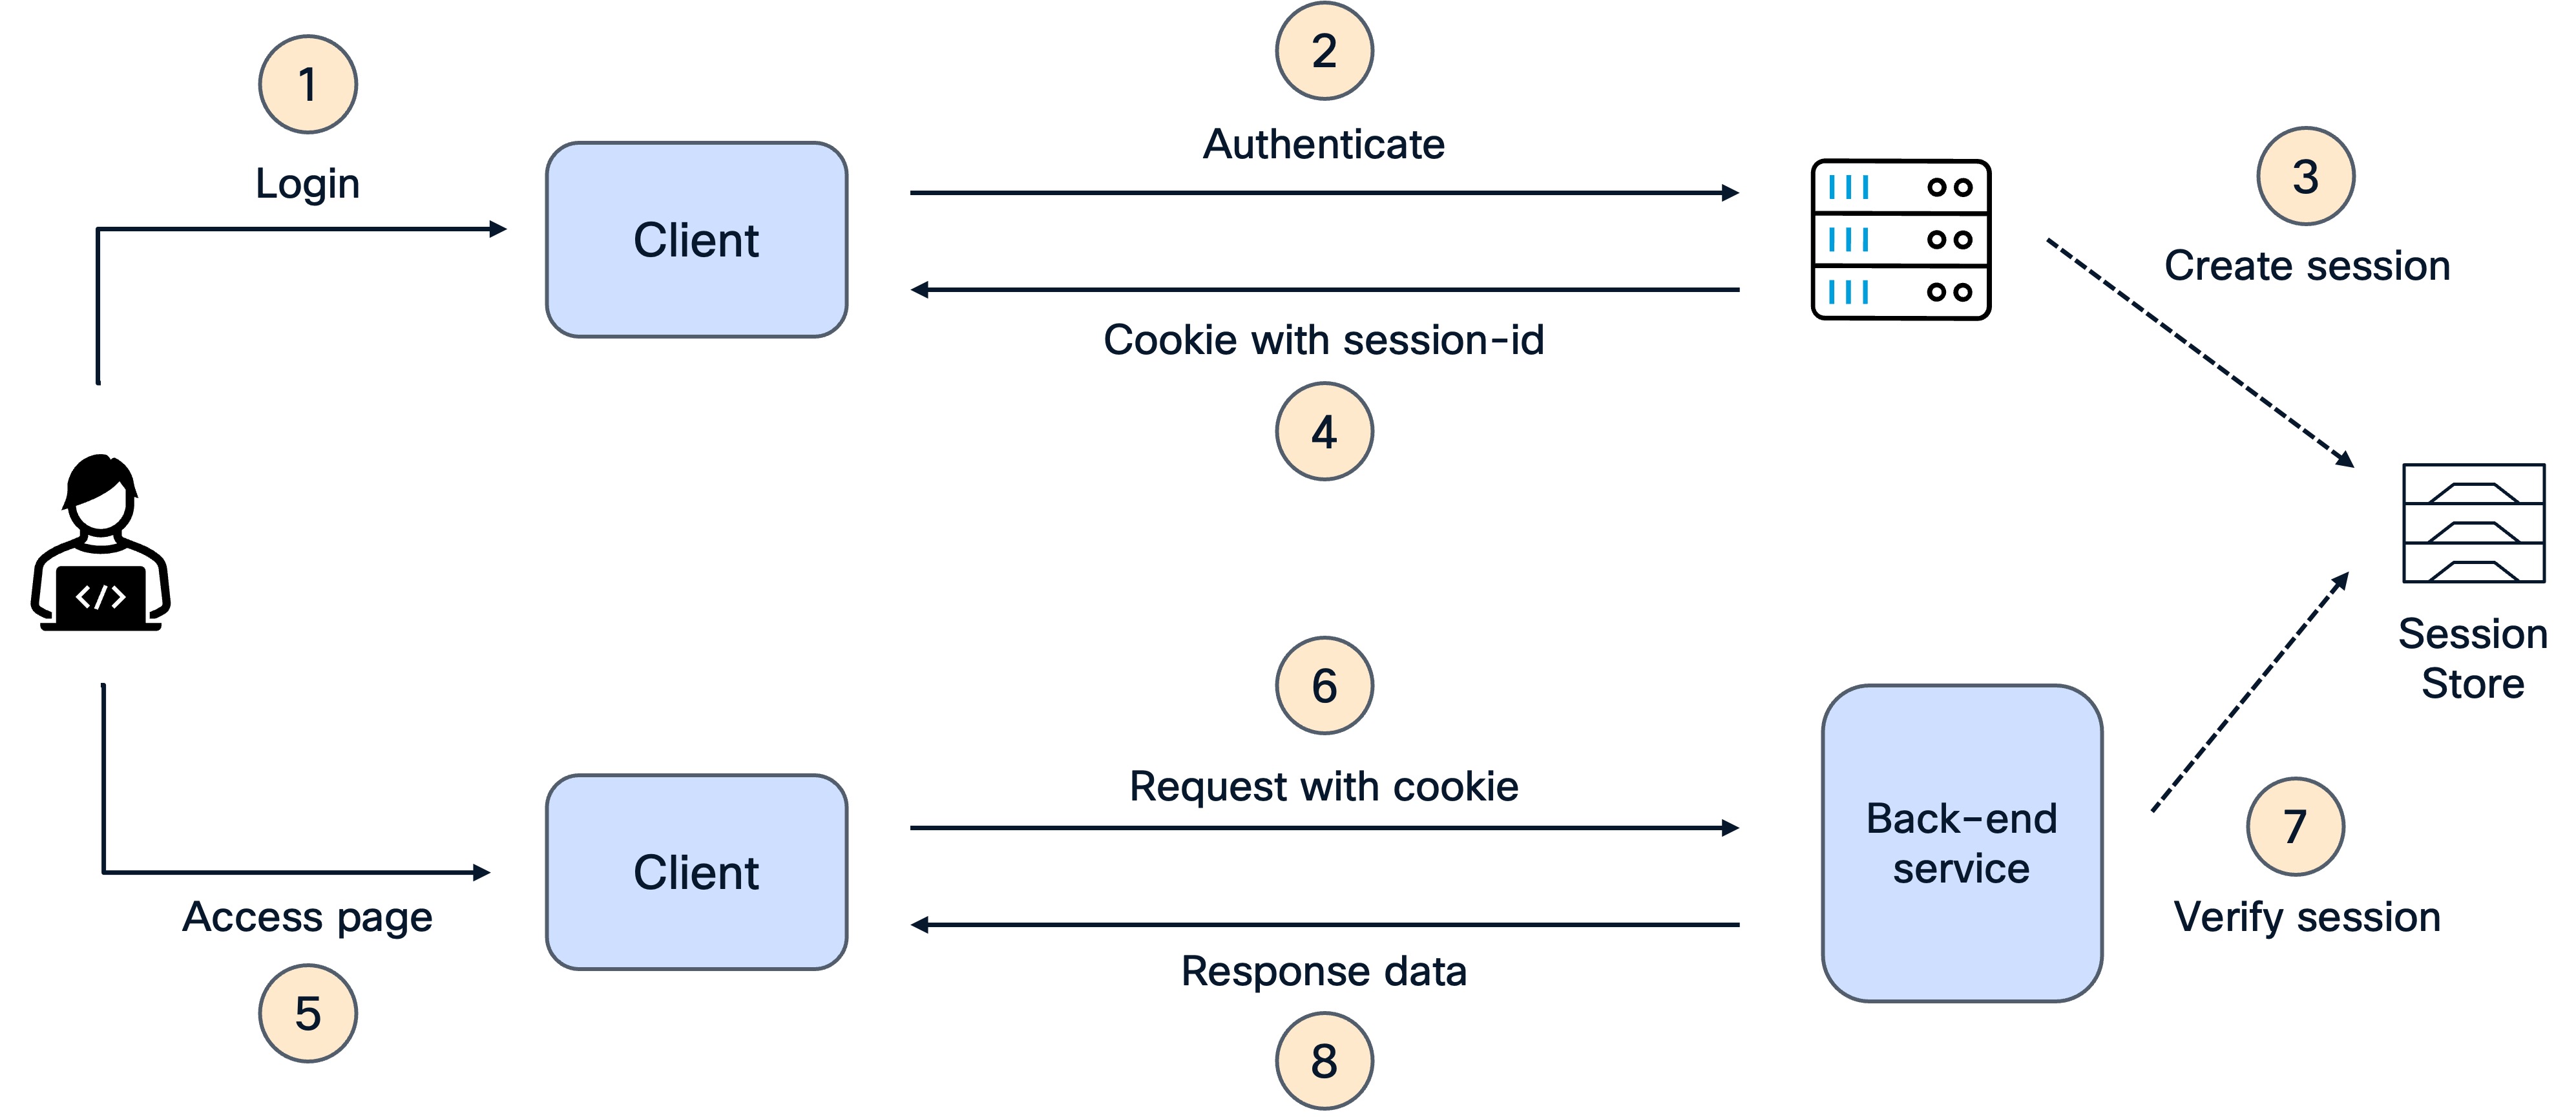 1
Login
Client
2
Authenticate
3
Create session
Cookie with session-id
4
</>
Session
Store
5
Access page
Client
6
Request with cookie
Back-end
service
7
Verify session
Response data
8